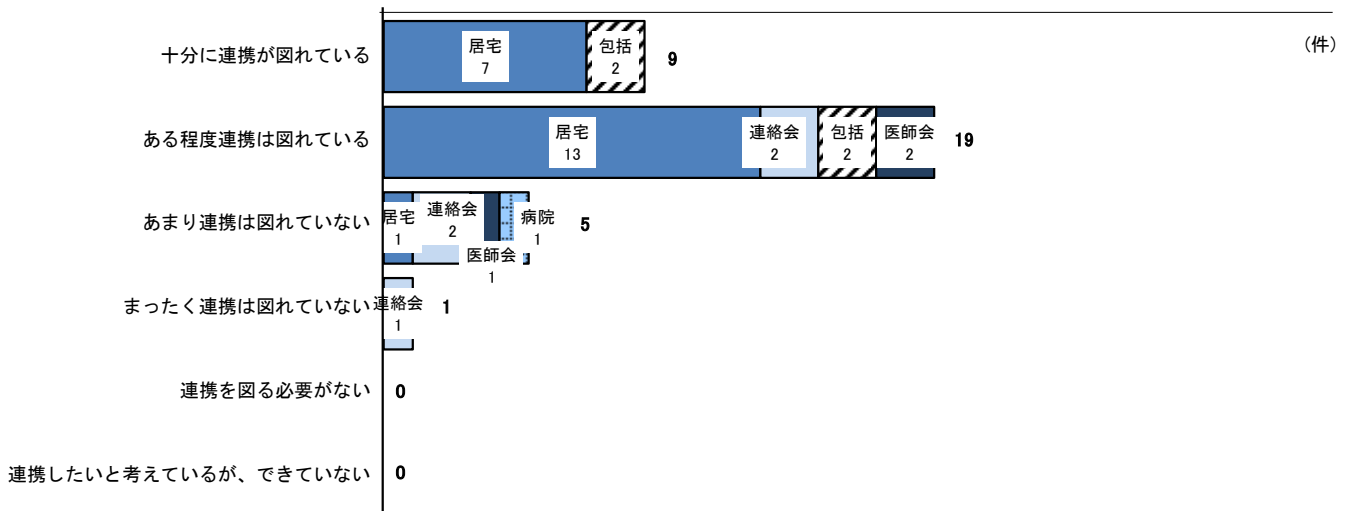 (件)
十分に連携が図れている
居宅
7
包括
2
9
ある程度連携は図れている
居宅
13
連絡会
2
包括
2
医師会
2
19
あまり連携は図れていない
居宅
1
連絡会
2
医師会
1
病院
1
5
まったく連携は図れていない
連絡会
1
1
連携を図る必要がない
0
連携したいと考えているが、できていない
0